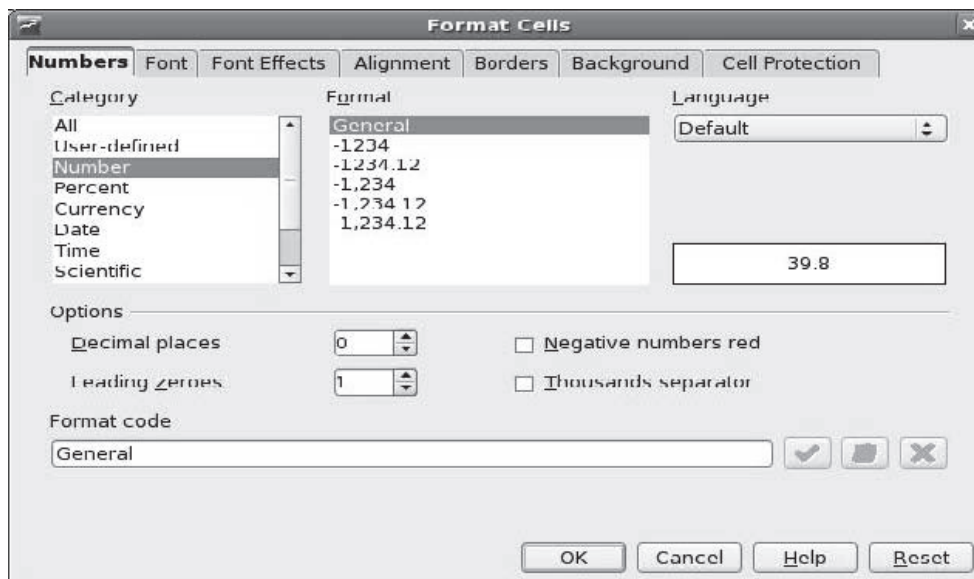 Format Cells
Numbers Font Font Effects Alignment Borders Background Cell Protection
Category Format Language
All
User-defined
Number
Percent
Currency
Date
Time
Scientific
General
-1234
-1234.12
-1,234
-1,234.12
1,234.12
Default
39.8
Options
Decimal places 0 Negative numbers red
Leading zeroes 1 Thousands separator
Format code
General
OK Cancel Help Reset